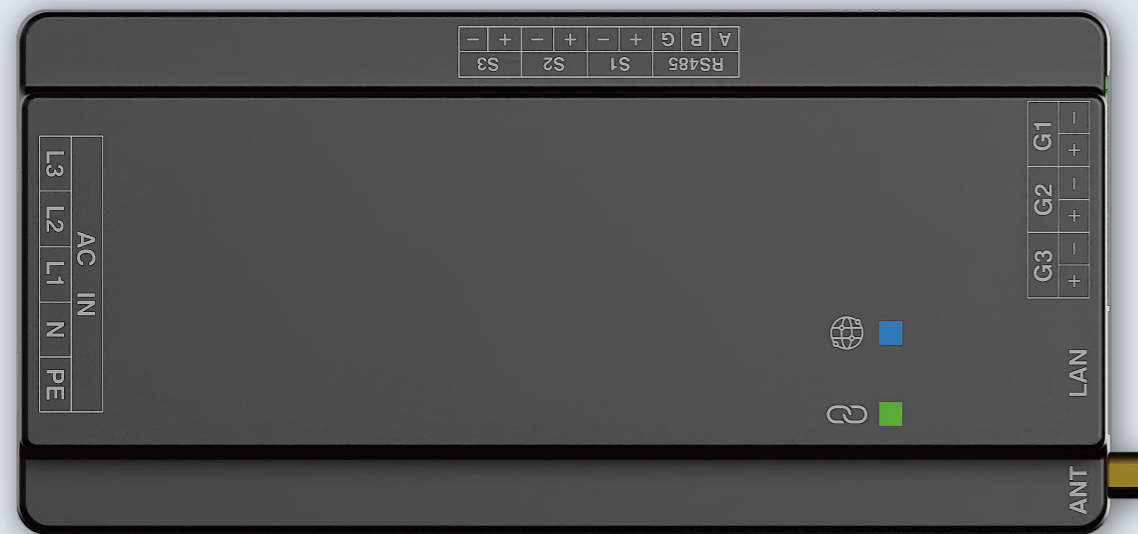 − + − + − + G B A
S3 S2 S1 RS485
L3
L2
L1
N
PE
AC IN
G1 − +
G2 − +
G3 − +
LAN
ANT